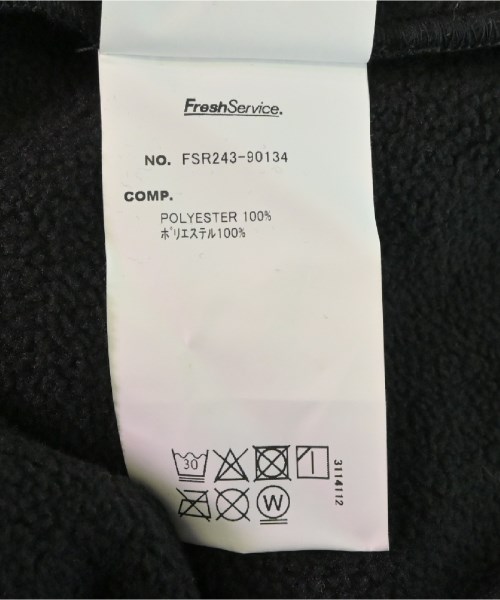 FreshService.
NO. FSR243-90134
COMP.
POLYESTER 100%
ポリエステル100%
30
W
3114112